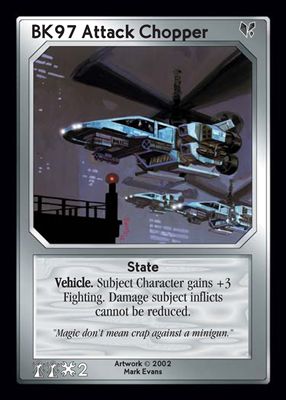 BK97 Attack Chopper
State
Vehicle. Subject Character gains +3
Fighting. Damage subject inflicts
cannot be reduced.
"Magic don't mean crap against a minigun."
2
Artwork © 2002
Mark Evans